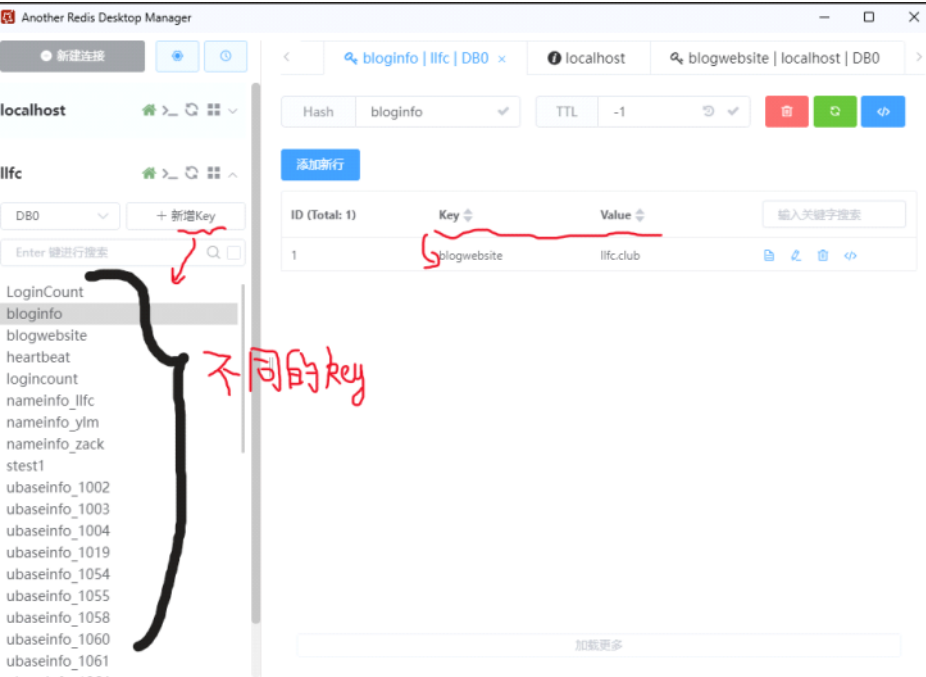 Another Redis Desktop Manager
新建连接
localhost
llfc
DB0
+ 新增Key
Enter 键进行搜索
LoginCount
bloginfo
blogwebsite
heartbeat
logincount
nameinfo_llfc
nameinfo_ylm
nameinfo_zack
stest1
ubaseinfo_1002
ubaseinfo_1003
ubaseinfo_1004
ubaseinfo_1019
ubaseinfo_1054
ubaseinfo_1055
ubaseinfo_1058
ubaseinfo_1060
ubaseinfo_1061
不同的key
bloginfo | llfc | DB0 ×
localhost
blogwebsite | localhost | DB0
Hash bloginfo
TTL -1
添加新行
ID (Total: 1) Key Value 输入关键字搜索
1 blogwebsite llfc.club
加载更多